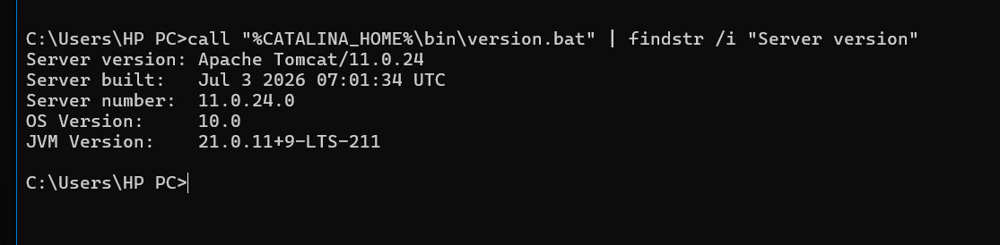 C:\Users\HP PC>call "%CATALINA_HOME%\bin\version.bat" | findstr /i "Server version"
Server version: Apache Tomcat/11.0.24
Server built:   Jul 3 2026 07:01:34 UTC
Server number:  11.0.24.0
OS Version:     10.0
JVM Version:    21.0.11+9-LTS-211
C:\Users\HP PC>